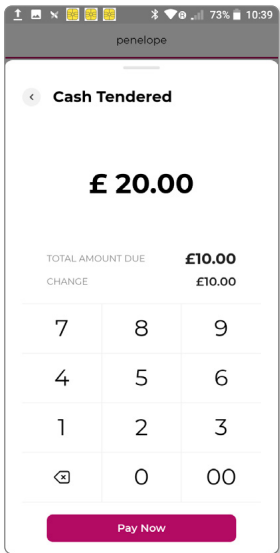 73% 10:39
penelope
Cash Tendered
£ 20.00
TOTAL AMOUNT DUE £10.00
CHANGE £10.00
7 8 9
4 5 6
1 2 3
0 00
Pay Now